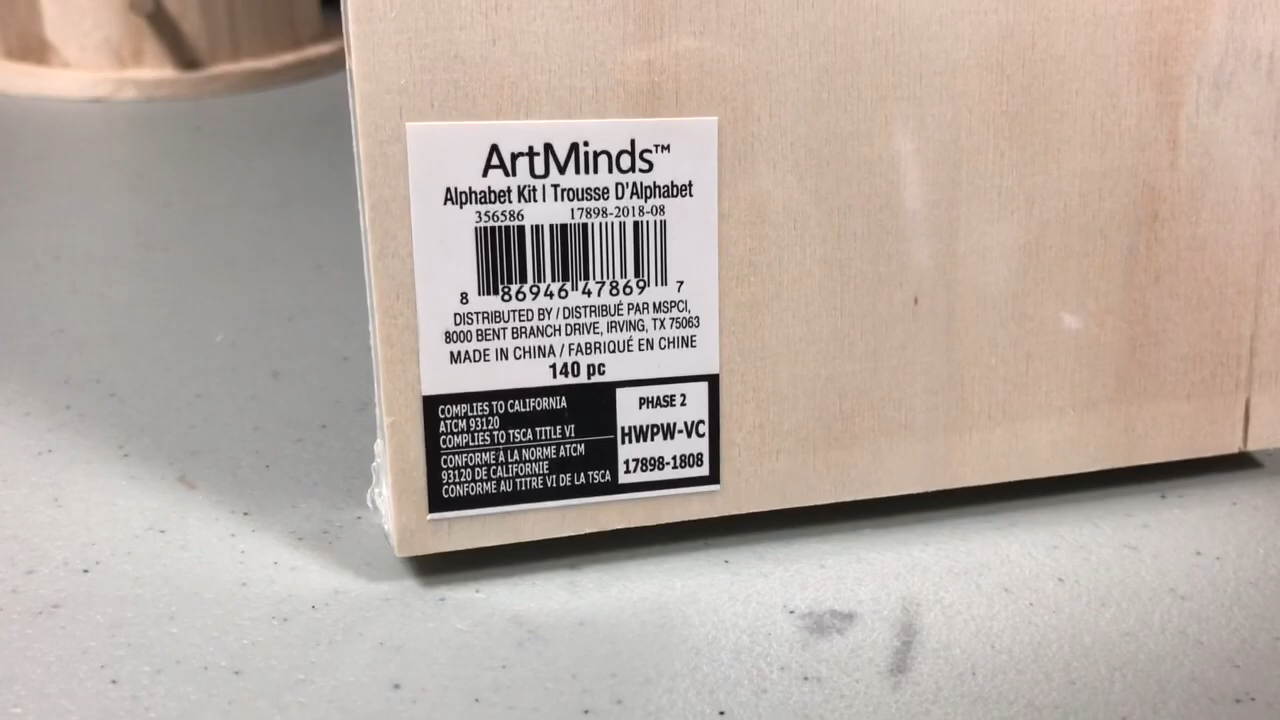 ArtMinds™
Alphabet Kit | Trousse D'Alphabet
356586 17898-2018-08
8 86946 47869 7
DISTRIBUTED BY / DISTRIBUÉ PAR MSPCI,
8000 BENT BRANCH DRIVE, IRVING, TX 75063
MADE IN CHINA / FABRIQUÉ EN CHINE
140 pc
COMPLIES TO CALIFORNIA
ATCM 93120
COMPLIES TO TSCA TITLE VI
CONFORME À LA NORME ATCM
93120 DE CALIFORNIE
CONFORME AU TITRE VI DE LA TSCA
PHASE 2
HWPW-VC
17898-1808